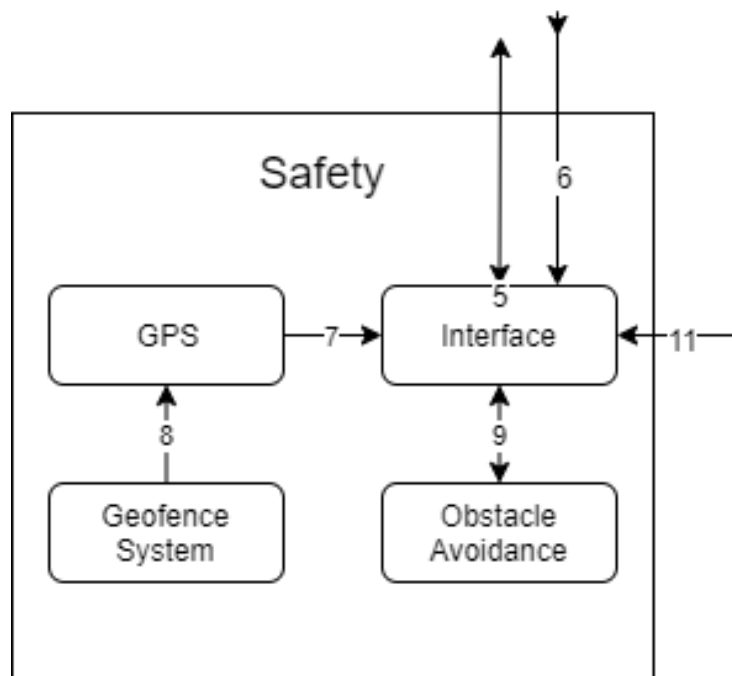 6
Safety
5
GPS
7
Interface
11
8
9
Geofence
System
Obstacle
Avoidance